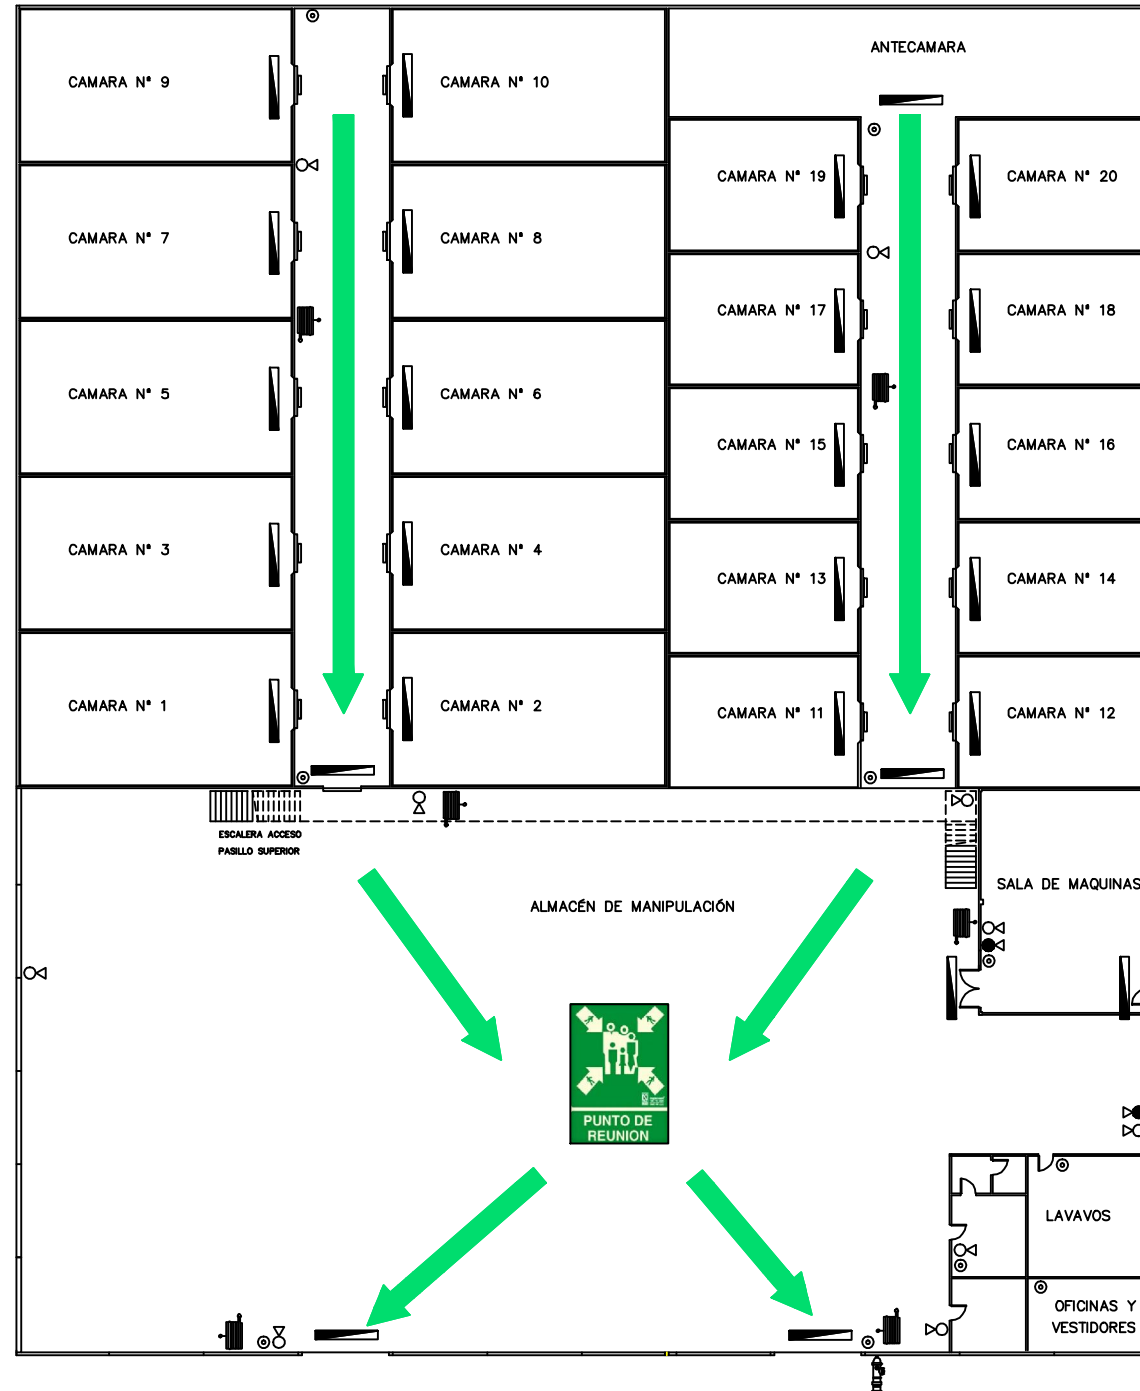 ANTECAMARA
CAMARA Nº 9
CAMARA Nº 10
CAMARA Nº 19
CAMARA Nº 20
CAMARA Nº 7
CAMARA Nº 8
CAMARA Nº 17
CAMARA Nº 18
CAMARA Nº 5
CAMARA Nº 6
CAMARA Nº 15
CAMARA Nº 16
CAMARA Nº 3
CAMARA Nº 4
CAMARA Nº 13
CAMARA Nº 14
CAMARA Nº 1
CAMARA Nº 2
CAMARA Nº 11
CAMARA Nº 12
ESCALERA ACCESO
PASILLO SUPERIOR
SALA DE MAQUINAS
ALMACÉN DE MANIPULACIÓN
PUNTO DE
REUNION
LAVAVOS
OFICINAS Y
VESTIDORES